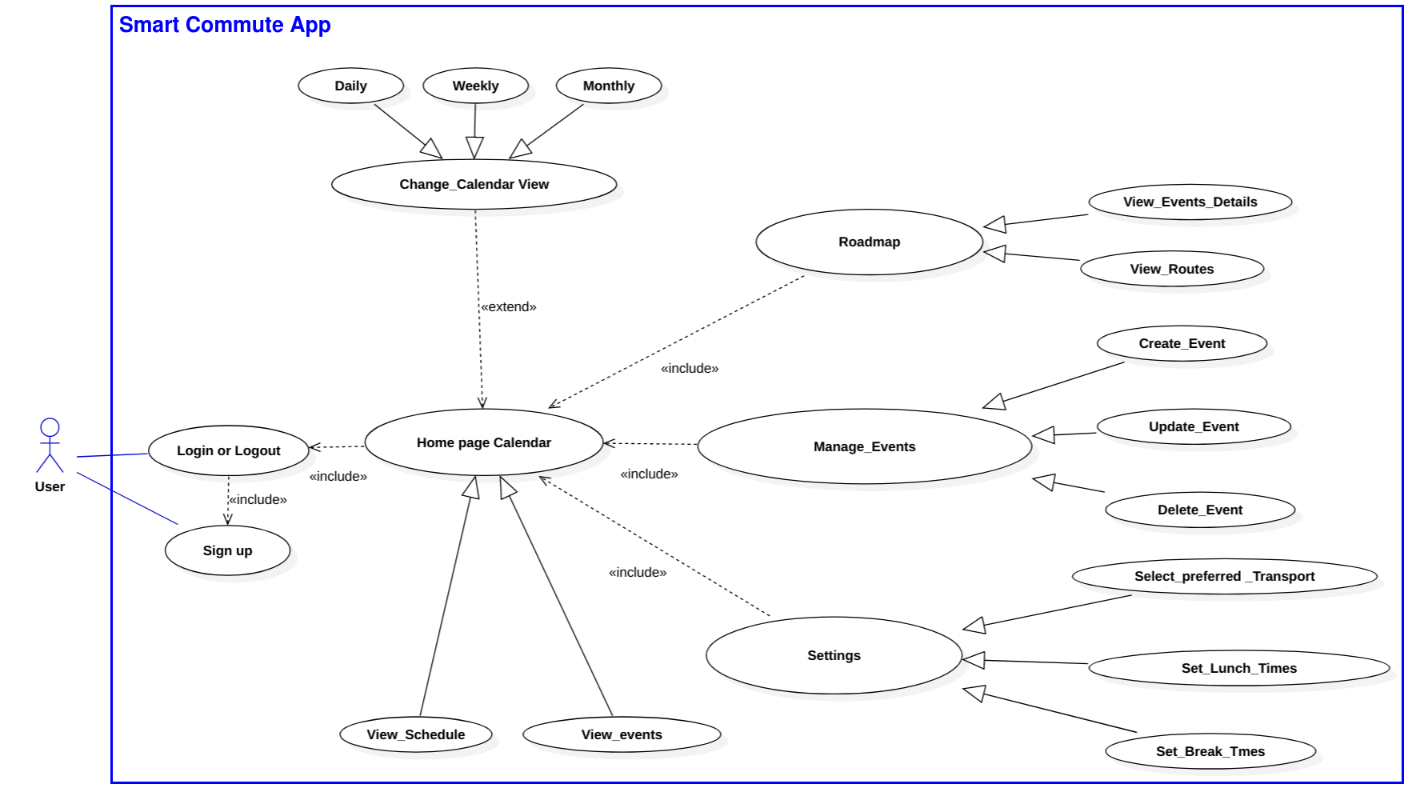 Smart Commute App
Daily
Weekly
Monthly
Change_Calendar View
View_Events_Details
Roadmap
View_Routes
«extend»
Create_Event
«include»
Update_Event
Home page Calendar
Manage_Events
Login or Logout
«include»
«include»
User
«include»
Delete_Event
Sign up
«include»
Select_preferred _Transport
Settings
Set_Lunch_Times
View_Schedule
View_events
Set_Break_Tmes